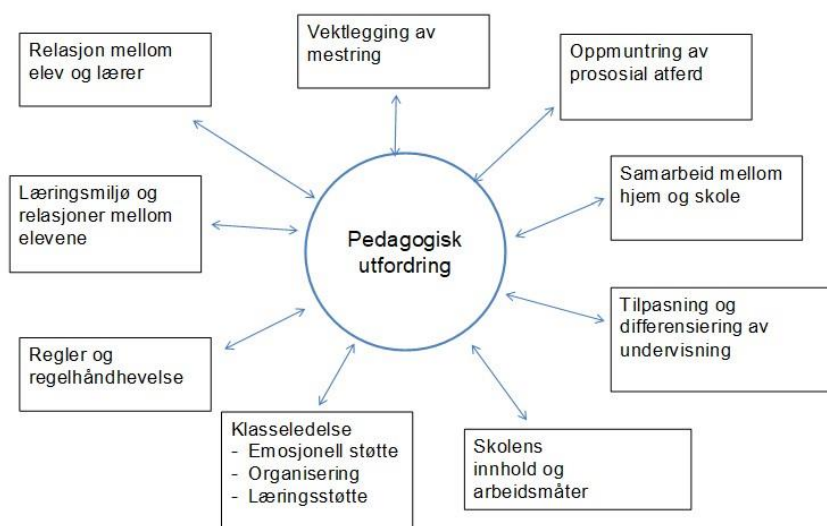 Vektlegging av
mestring
Relasjon mellom
elev og lærer
Oppmuntring av
prososial atferd
Læringsmiljø og
relasjoner mellom
elevene
Samarbeid mellom
hjem og skole
Pedagogisk
utfordring
Tilpasning og
differensiering av
undervisning
Regler og
regelhåndhevelse
Klasseledelse
- Emosjonell støtte
- Organisering
- Læringsstøtte
Skolens
innhold og
arbeidsmåter